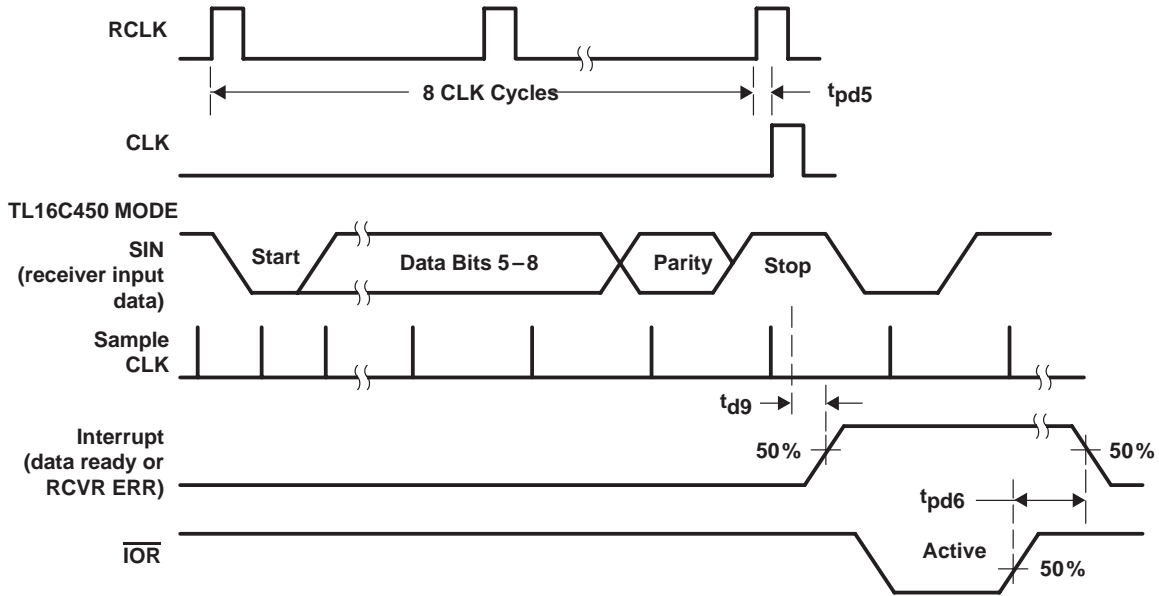 RCLK
8 CLK Cycles
tpd5
CLK
TL16C450 MODE
SIN
(receiver input
data)
Start
Data Bits 5–8
Parity
Stop
Sample
CLK
td9
Interrupt
(data ready or
RCVR ERR)
50%
50%
tpd6
IOR
Active
50%